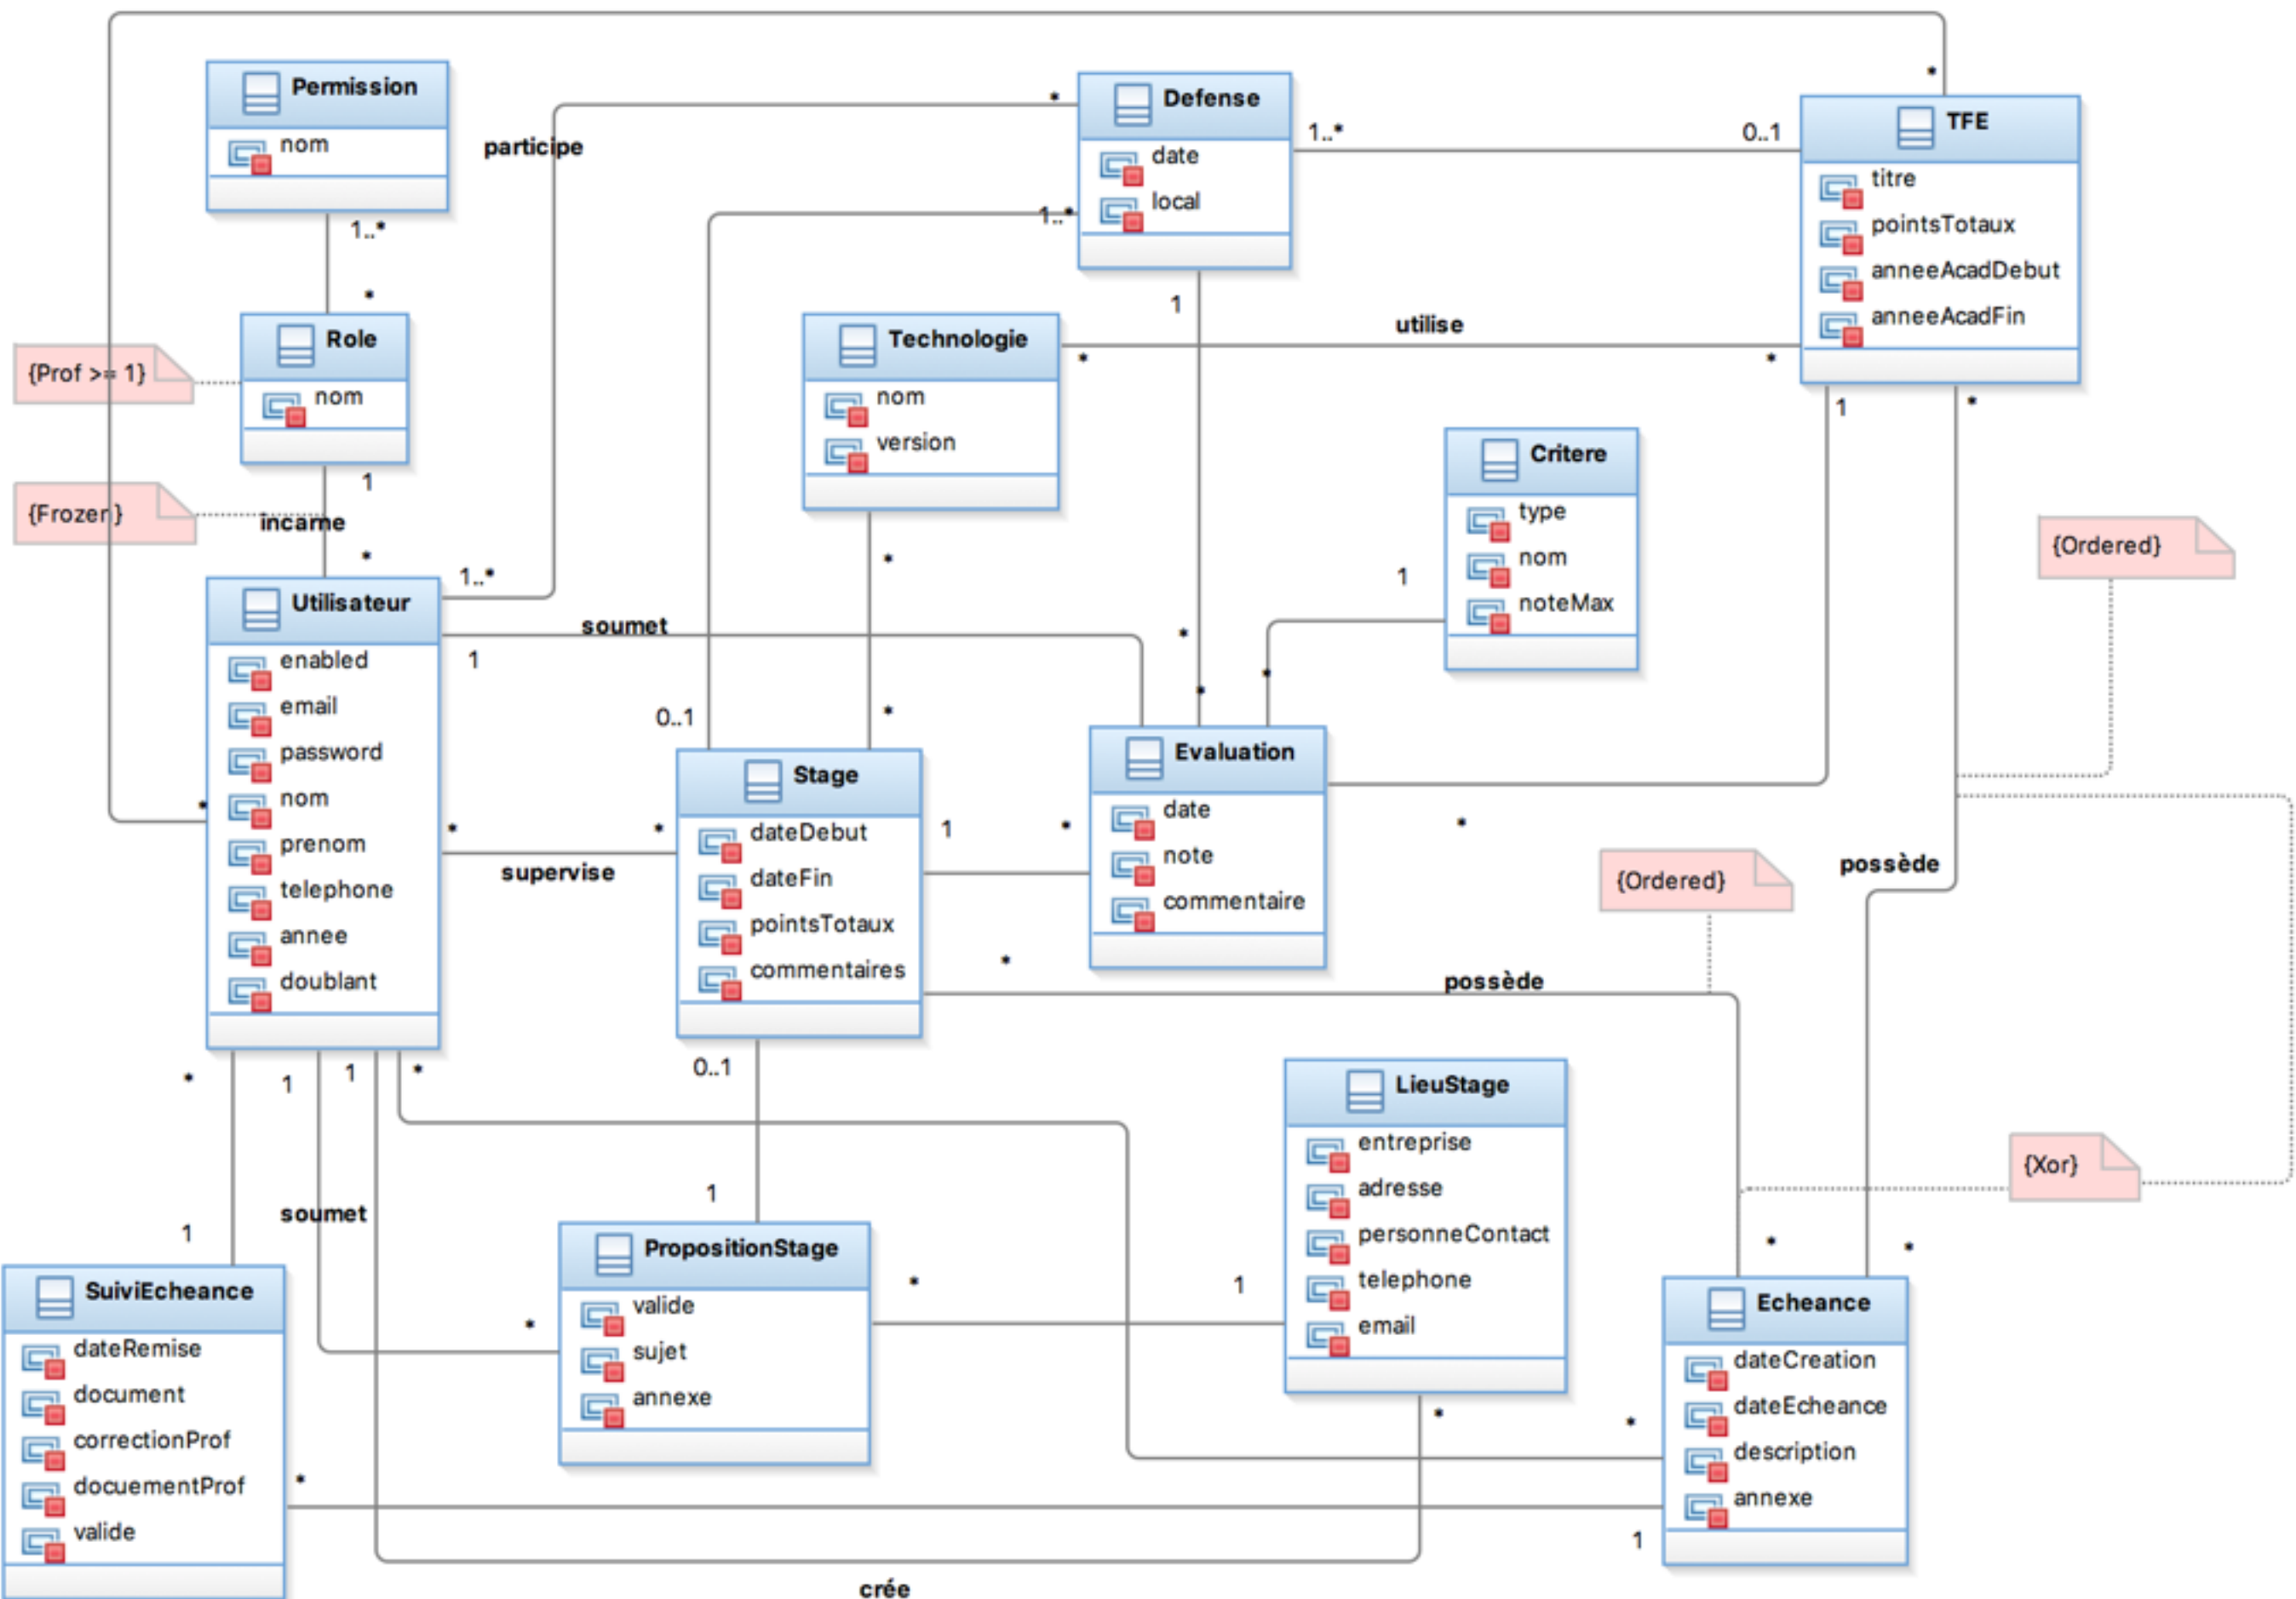 *
Permission
nom
participe
*
Defense
date
local
1..*
1..*
0..1
TFE
titre
pointsTotaux
anneeAcadDebut
anneeAcadFin
1..*
*
1
{Prof >= 1}
Role
nom
Technologie
nom
version
utilise
*
*
1
*
{Frozen}
1
incarne
*
1..*
*
Critere
type
nom
noteMax
1
{Ordered}
Utilisateur
enabled
email
password
nom
prenom
telephone
annee
doublant
soumet
1
*
*
*
0..1
*
*
*
supervise
*
Stage
dateDebut
dateFin
pointsTotaux
commentaires
1
*
Evaluation
date
note
commentaire
*
{Ordered}
possède
*
possède
*
1
1
*
0..1
LieuStage
entreprise
adresse
personneContact
telephone
email
{Xor}
1
soumet
1
*
*
SuiviEcheance
dateRemise
document
correctionProf
docuementProf
valide
*
PropositionStage
valide
sujet
annexe
*
1
Echeance
dateCreation
dateEcheance
description
annexe
*
*
*
1
crée